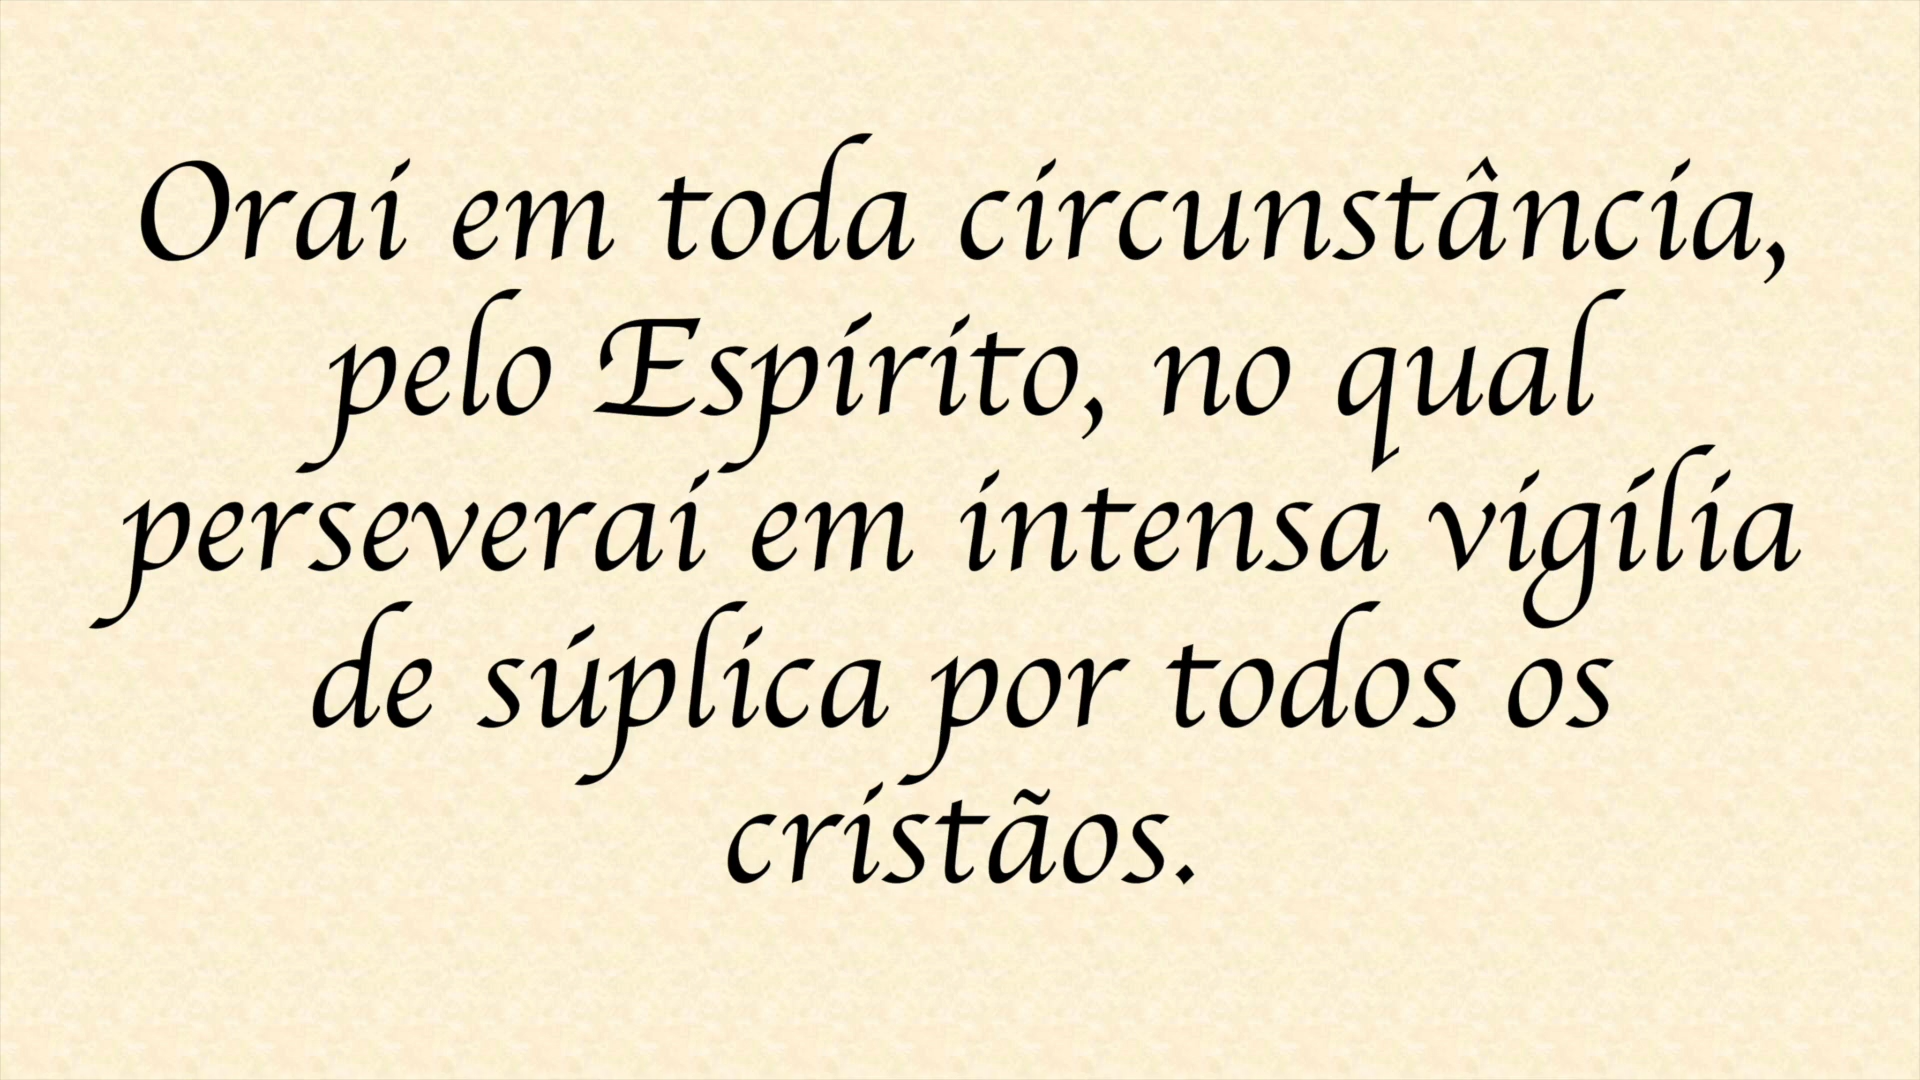 Orai em toda circunstância,
pelo Espírito, no qual
perseverai em intensa vigília
de súplica por todos os
cristãos.